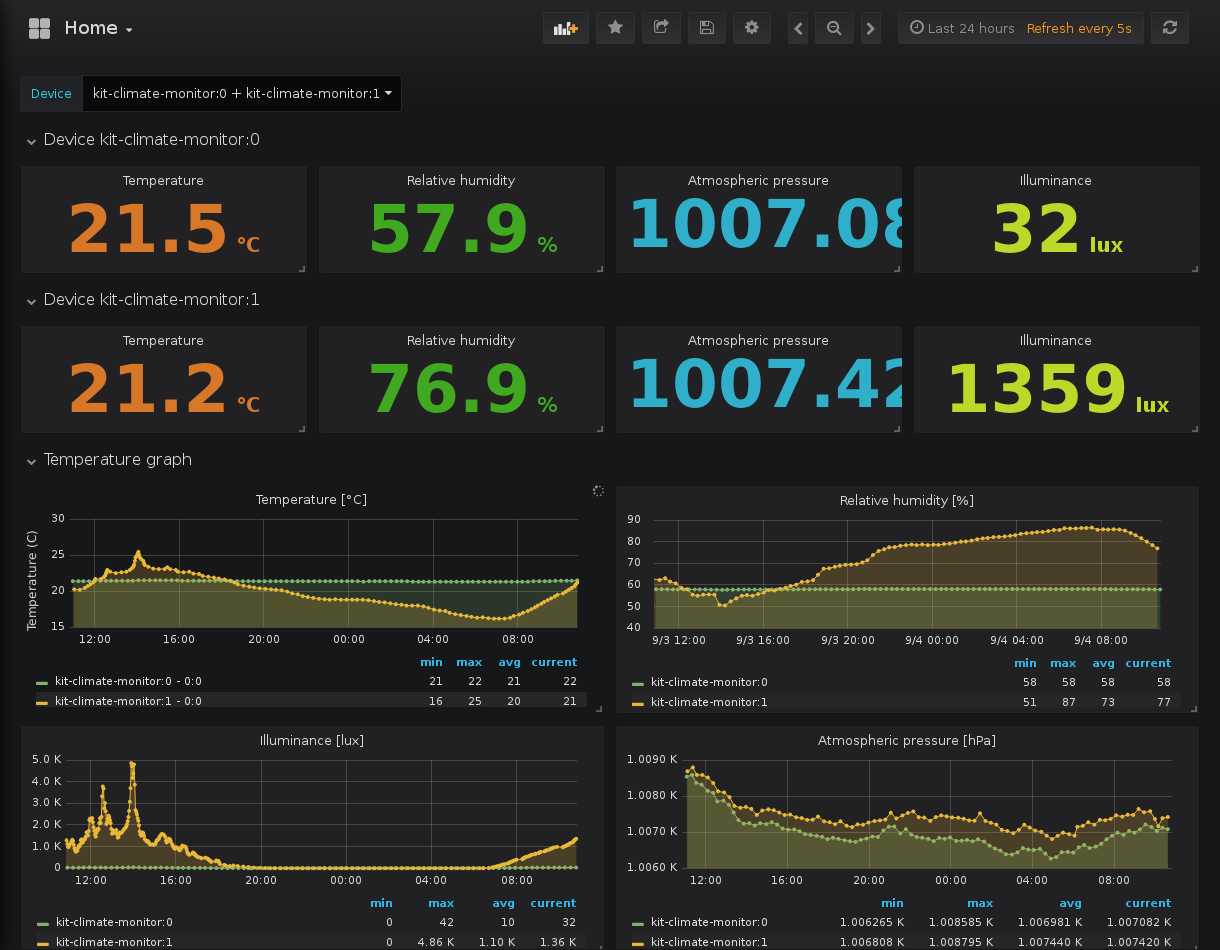 Home
Last 24 hours Refresh every 5s
Device kit-climate-monitor:0 + kit-climate-monitor:1
Device kit-climate-monitor:0
Temperature Relative humidity Atmospheric pressure Illuminance
21.5 °C 57.9 % 1007.08 32 lux
Device kit-climate-monitor:1
Temperature Relative humidity Atmospheric pressure Illuminance
21.2 °C 76.9 % 1007.42 1359 lux
Temperature graph
Temperature [°C]
Temperature (C)
30
25
20
15
12:00 16:00 20:00 00:00 04:00 08:00
min max avg current
kit-climate-monitor:0 - 0:0 21 22 21 22
kit-climate-monitor:1 - 0:0 16 25 20 21
Relative humidity [%]
90
80
70
60
50
40
9/3 12:00 9/3 16:00 9/3 20:00 9/4 00:00 9/4 04:00 9/4 08:00
min max avg current
kit-climate-monitor:0 58 58 58 58
kit-climate-monitor:1 51 87 73 77
Illuminance [lux]
5.0 K
4.0 K
3.0 K
2.0 K
1.0 K
0
12:00 16:00 20:00 00:00 04:00 08:00
min max avg current
kit-climate-monitor:0 0 42 10 32
kit-climate-monitor:1 0 4.86 K 1.10 K 1.36 K
Atmospheric pressure [hPa]
1.0090 K
1.0080 K
1.0070 K
1.0060 K
12:00 16:00 20:00 00:00 04:00 08:00
min max avg current
kit-climate-monitor:0 1.006265 K 1.008585 K 1.006981 K 1.007082 K
kit-climate-monitor:1 1.006808 K 1.008795 K 1.007440 K 1.007420 K